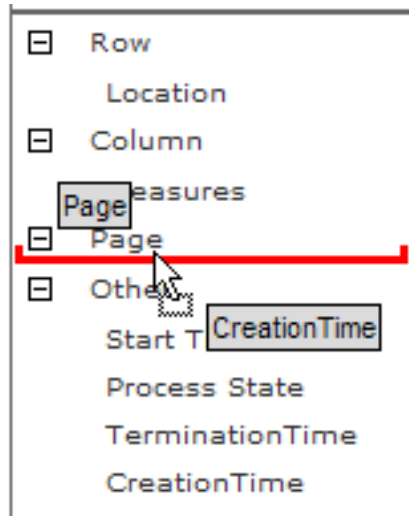 Row
Location
Column
easures
Page
Page
Othe
Start T
CreationTime
Process State
TerminationTime
CreationTime